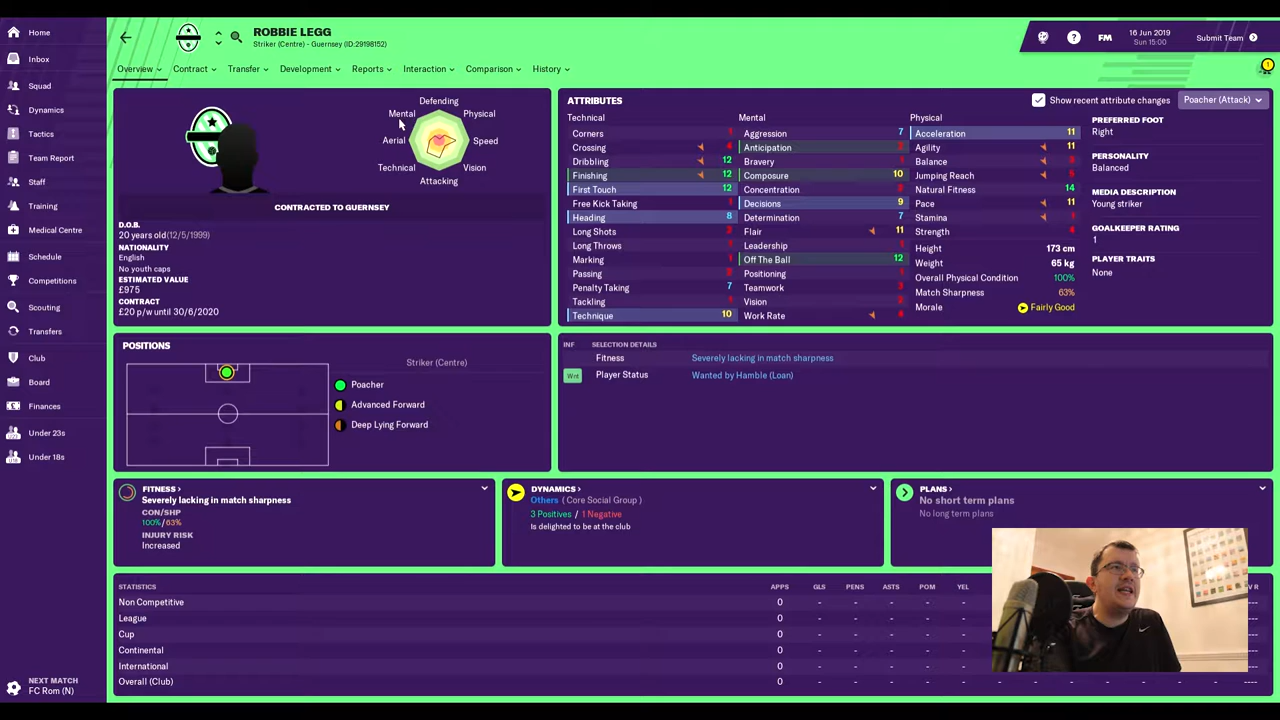 Home
Inbox
Squad
Dynamics
Tactics
Team Report
Staff
Training
Medical Centre
Schedule
Competitions
Scouting
Transfers
Club
Board
Finances
Under 23s
Under 18s
NEXT MATCH
FC Rom (N)
ROBBIE LEGG
Striker (Centre) - Guernsey (ID:29198152)
FM
16 Jun 2019
Sun 15:00
Submit Team
Overview
Contract
Transfer
Development
Reports
Interaction
Comparison
History
1
Defending
Mental
Physical
Aerial
Speed
Technical
Vision
Attacking
CONTRACTED TO GUERNSEY
D.O.B.
20 years old(12/5/1999)
NATIONALITY
English
No youth caps
ESTIMATED VALUE
£975
CONTRACT
£20 p/w until 30/6/2020
ATTRIBUTES
Show recent attribute changes
Poacher (Attack)
Technical
Corners
Crossing 4
Dribbling 12
Finishing 12
First Touch 12
Free Kick Taking
Heading 8
Long Shots
Long Throws
Marking
Passing
Penalty Taking 7
Tackling
Technique 10
Mental
Aggression 7
Anticipation
Bravery
Composure 10
Concentration
Decisions 9
Determination 7
Flair 11
Leadership
Off The Ball 12
Positioning
Teamwork
Vision
Work Rate
Physical
Acceleration 11
Agility 11
Balance
Jumping Reach
Natural Fitness 14
Pace 11
Stamina
Strength
Height 173 cm
Weight 65 kg
Overall Physical Condition 100%
Match Sharpness 63%
Morale Fairly Good
PREFERRED FOOT
Right
PERSONALITY
Balanced
MEDIA DESCRIPTION
Young striker
GOALKEEPER RATING
1
PLAYER TRAITS
None
POSITIONS
Striker (Centre)
Poacher
Advanced Forward
Deep Lying Forward
INF SELECTION DETAILS
Fitness Severely lacking in match sharpness
Wnt Player Status Wanted by Hamble (Loan)
FITNESS
Severely lacking in match sharpness
CON/SHP
100%/63%
INJURY RISK
Increased
DYNAMICS
Others ( Core Social Group )
3 Positives / 1 Negative
Is delighted to be at the club
PLANS
No short term plans
No long term plans
STATISTICS APPS GLS PENS ASTS POM YEL
Non Competitive 0 - - - - -
League 0 - - - - -
Cup 0 - - - - -
Continental 0 - - - - -
International 0 - - - - -
Overall (Club) 0 - - - - -